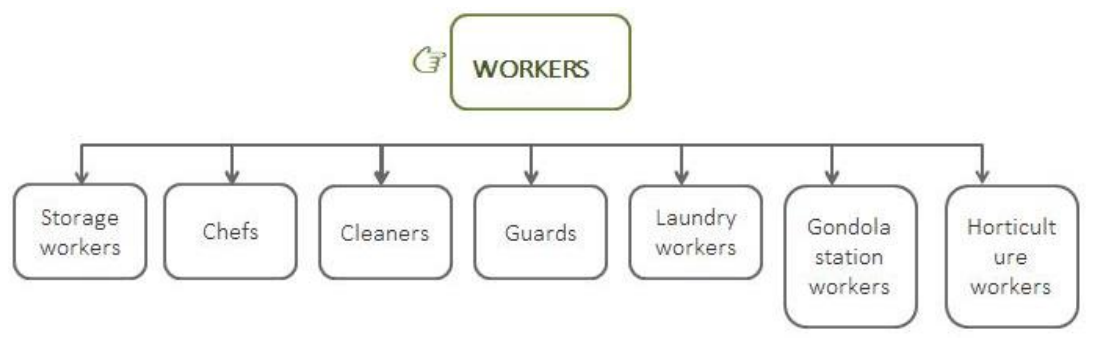 WORKERS
Storage
workers
Chefs
Cleaners
Guards
Laundry
workers
Gondola
station
workers
Horticult
ure
workers